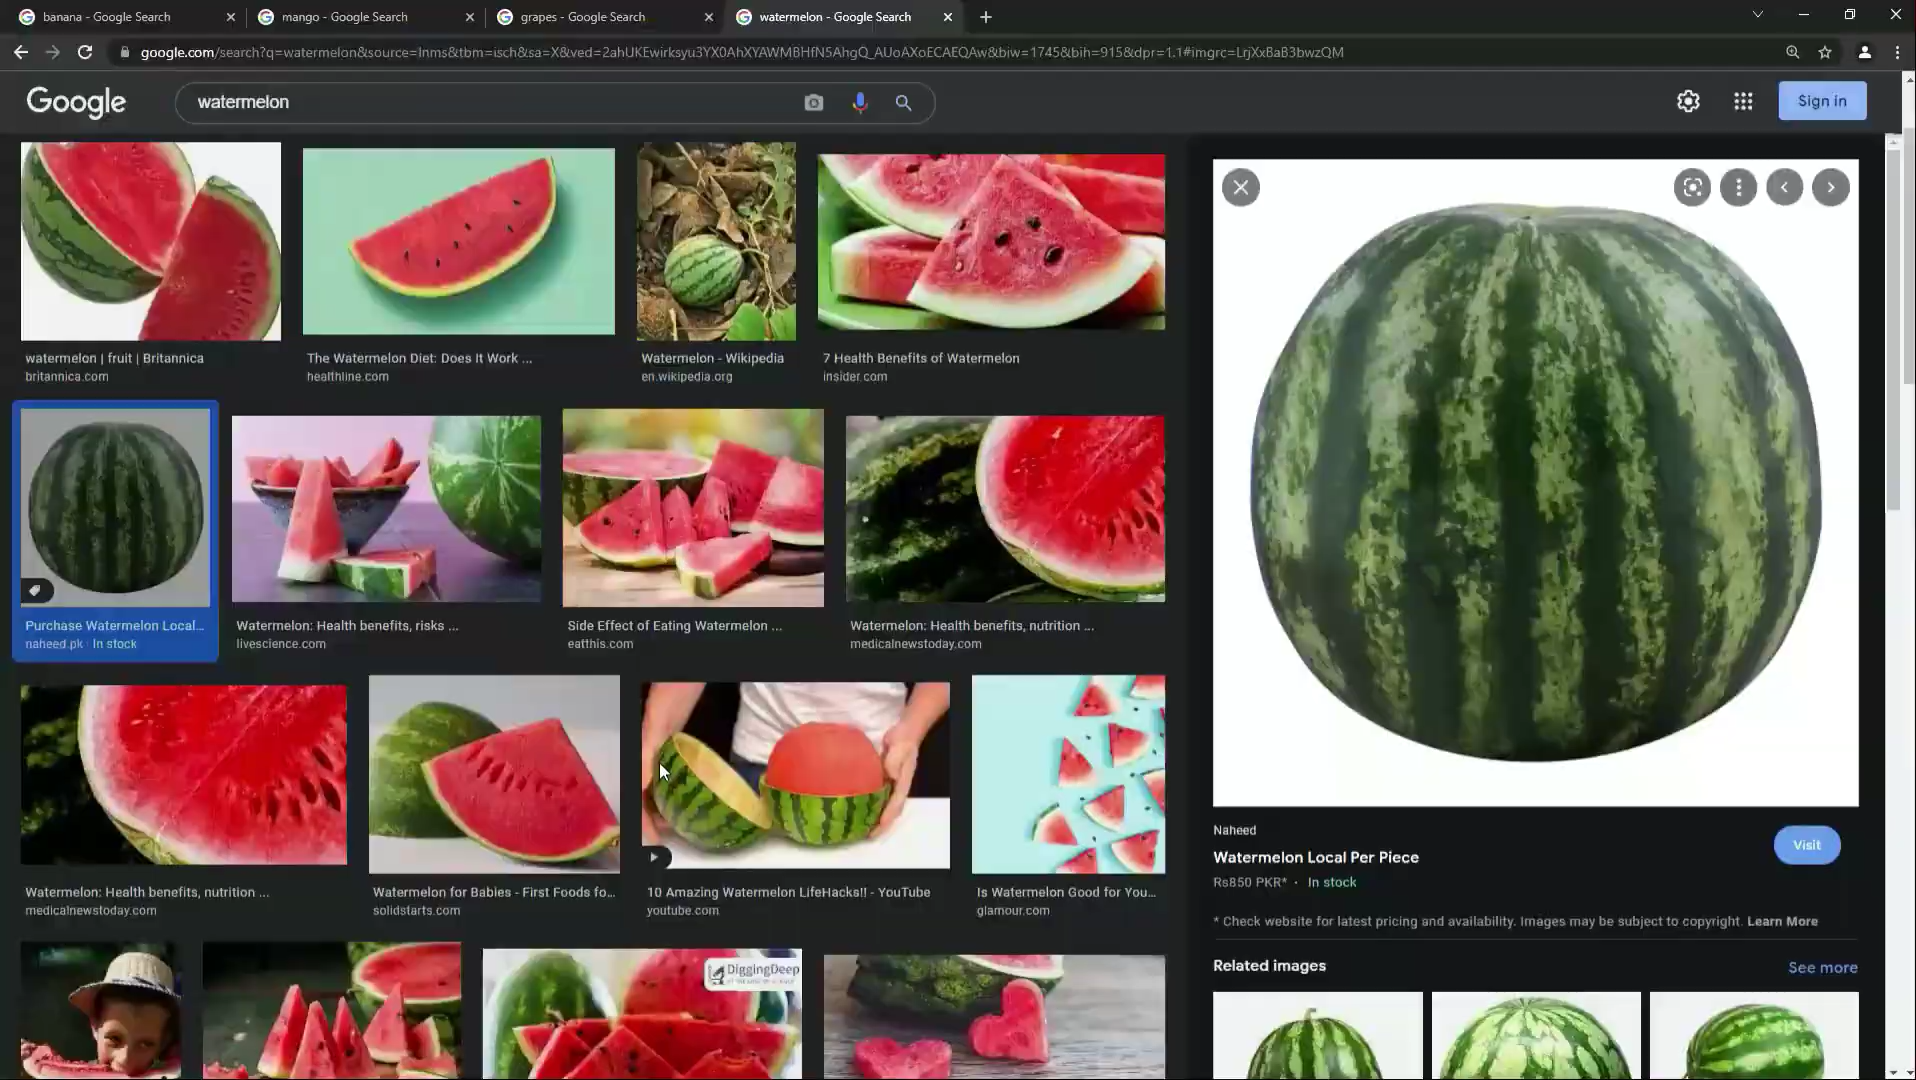 banana - Google Search
mango - Google Search
grapes - Google Search
watermelon - Google Search
google.com/search?q=watermelon&source=lnms&tbm=isch&sa=X&ved=2ahUKEwirksyu3YX0AhXYAWMBHfN5AhgQ_AUoAXoECAEQAw&biw=1745&bih=915&dpr=1.1#imgrc=LrjXxBaB3bwzQM
Google
watermelon
Sign in
watermelon | fruit | Britannica
britannica.com
The Watermelon Diet: Does It Work ...
healthline.com
Watermelon - Wikipedia
en.wikipedia.org
7 Health Benefits of Watermelon
insider.com
Purchase Watermelon Local...
naheed.pk · In stock
Watermelon: Health benefits, risks ...
livescience.com
Side Effect of Eating Watermelon ...
eatthis.com
Watermelon: Health benefits, nutrition ...
medicalnewstoday.com
Watermelon: Health benefits, nutrition ...
medicalnewstoday.com
Watermelon for Babies - First Foods fo...
solidstarts.com
10 Amazing Watermelon LifeHacks!! - YouTube
youtube.com
Is Watermelon Good for You...
glamour.com
DiggingDeep
Naheed
Watermelon Local Per Piece
Visit
Rs850 PKR* · In stock
* Check website for latest pricing and availability. Images may be subject to copyright. Learn More
Related images
See more